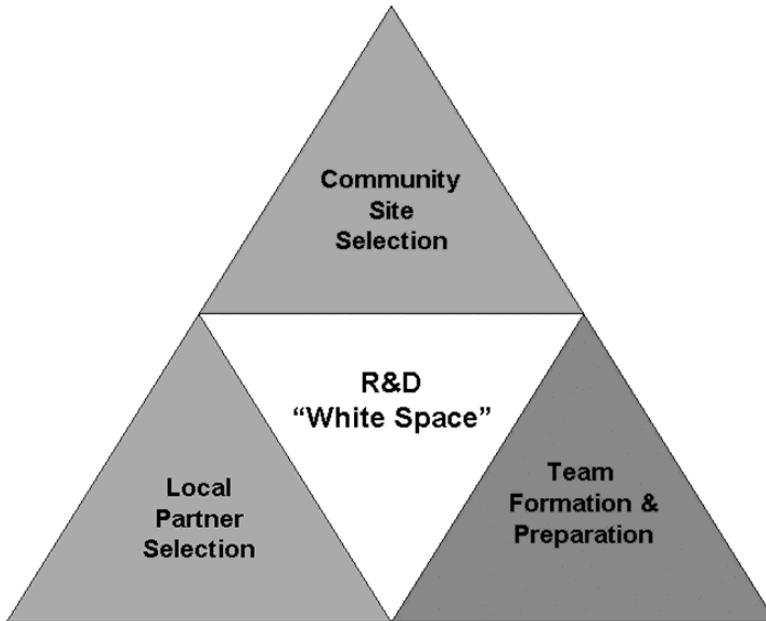 Community
Site
Selection
R&D
“White Space”
Local
Partner
Selection
Team
Formation &
Preparation